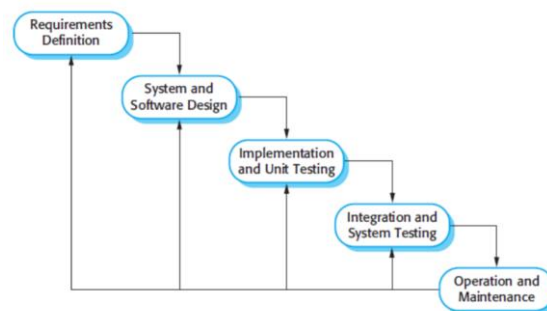 Requirements
Definition
System and
Software Design
Implementation
and Unit Testing
Integration and
System Testing
Operation and
Maintenance